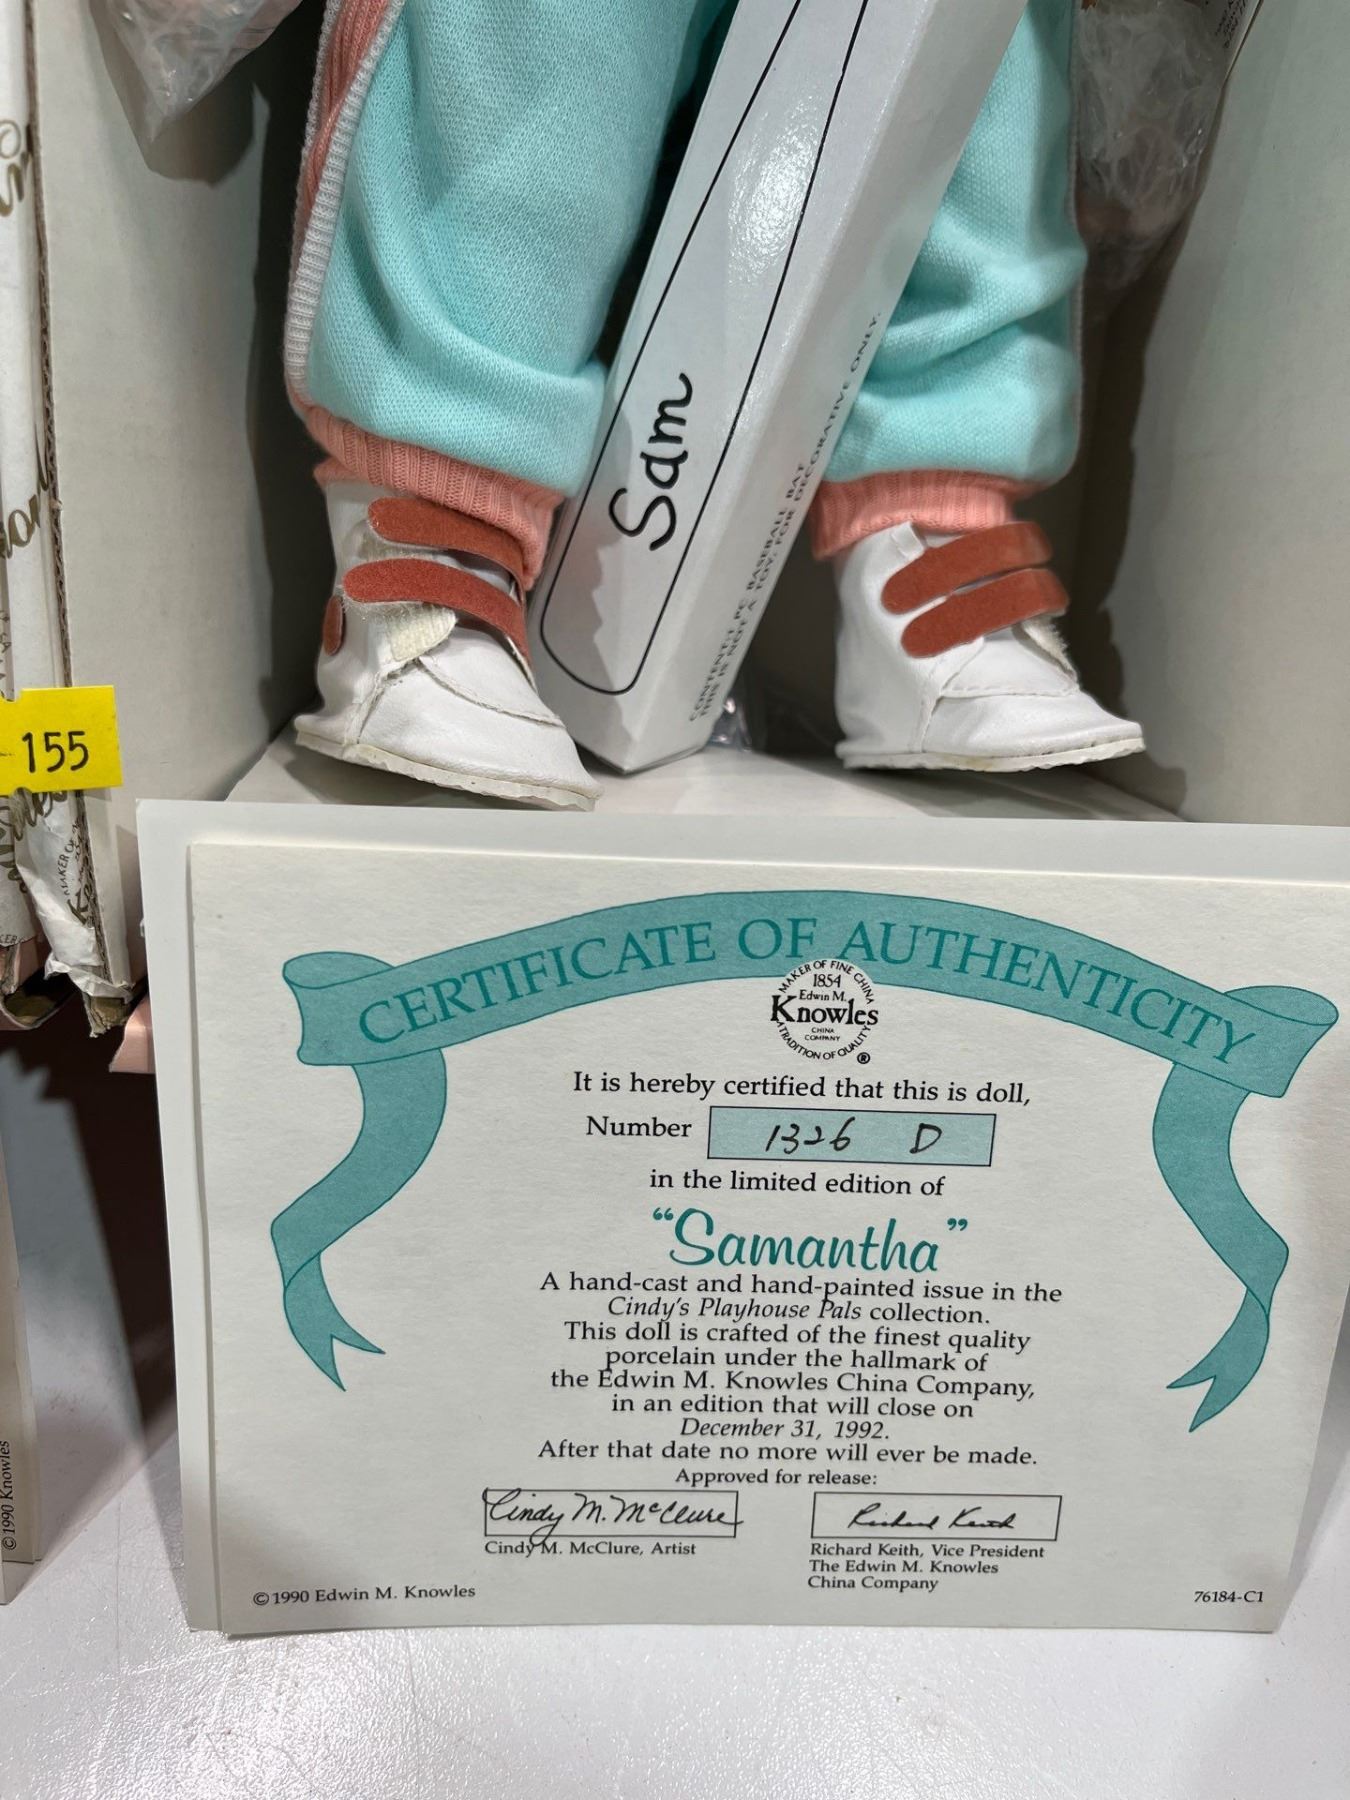 Sam
CONTENT: PC BASEBALL BAT
THIS IS NOT A TOY. FOR DECORATIVE ONLY.
155
MAKER OF
CERTIFICATE OF AUTHENTICITY
MAKER OF FINE CHINA
1854
Edwin M.
Knowles
CHINA
COMPANY
TRADITION OF QUALITY
®
It is hereby certified that this is doll,
Number 1326 D
in the limited edition of
“Samantha”
A hand-cast and hand-painted issue in the
Cindy's Playhouse Pals collection.
This doll is crafted of the finest quality
porcelain under the hallmark of
the Edwin M. Knowles China Company,
in an edition that will close on
December 31, 1992.
After that date no more will ever be made.
Approved for release:
Cindy M. McClure
Richard Keith
Cindy M. McClure, Artist
Richard Keith, Vice President
The Edwin M. Knowles
China Company
© 1990 Edwin M. Knowles
76184-C1
© 1990 Knowles